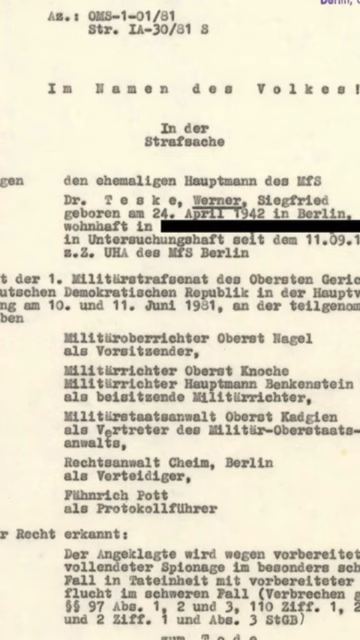 Berlin,
Az.: OMS-1-01/81
Str. IA-30/81 S
Im Namen des Volkes!
In der
Strafsache
gen den ehemaligen Hauptmann des MfS
Dr. Teske, Werner, Siegfried
geboren am 24. April 1942 in Berlin,
wohnhaft in
in Untersuchungshaft seit dem 11.09.1
z.Z. UHA des MfS Berlin
t der 1. Militärstrafsenat des Obersten Geric
utschen Demokratischen Republik in der Hauptv
ng am 10. und 11. Juni 1981, an der teilgenom
ben
Militäroberrichter Oberst Nagel
als Vorsitzender,
Militärrichter Oberst Knoche
Militärrichter Hauptmann Benkenstein
als beisitzende Militärrichter,
Militärstaatsanwalt Oberst Kadgien
als Vertreter des Militär-Oberstaats-
anwalts,
Rechtsanwalt Cheim, Berlin
als Verteidiger,
Fähnrich Pott
als Protokollführer
r Recht erkannt:
Der Angeklagte wird wegen vorbereitet
vollendeter Spionage im besonders sch
Fall in Tateinheit mit vorbereiteter
flucht im schweren Fall (Verbrechen g
§§ 97 Abs. 1, 2 und 3, 110 Ziff. 1, 2
und 2 Ziff. 1 und Abs. 3 StGB)
zum Tode